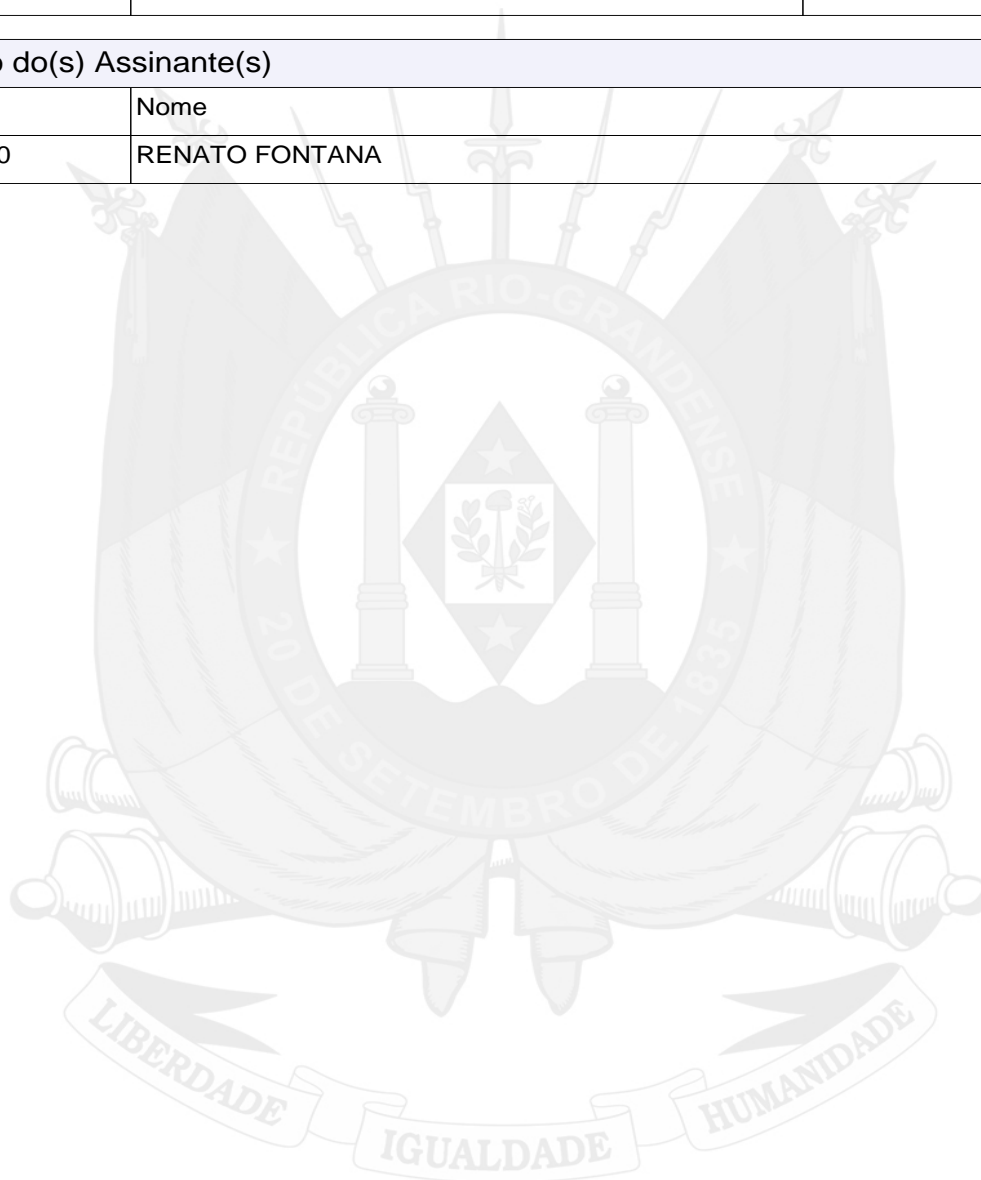 o do(s) Assinante(s)
Nome
0 RENATO FONTANA
REPÚBLICA RIO-GRANDENSE
★ 20 DE SETEMBRO DE 1835 ★
LIBERDADE IGUALDADE HUMANIDADE